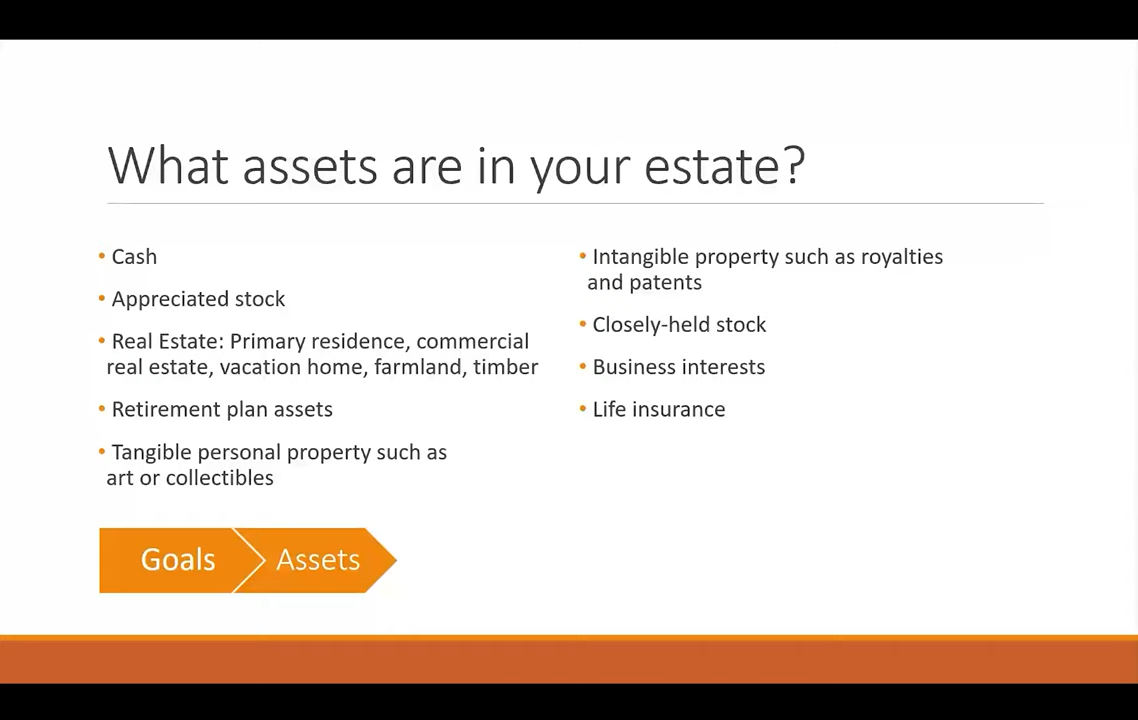 What assets are in your estate?
• Cash
• Appreciated stock
• Real Estate: Primary residence, commercial
real estate, vacation home, farmland, timber
• Retirement plan assets
• Tangible personal property such as
art or collectibles
• Intangible property such as royalties
and patents
• Closely-held stock
• Business interests
• Life insurance
Goals
Assets